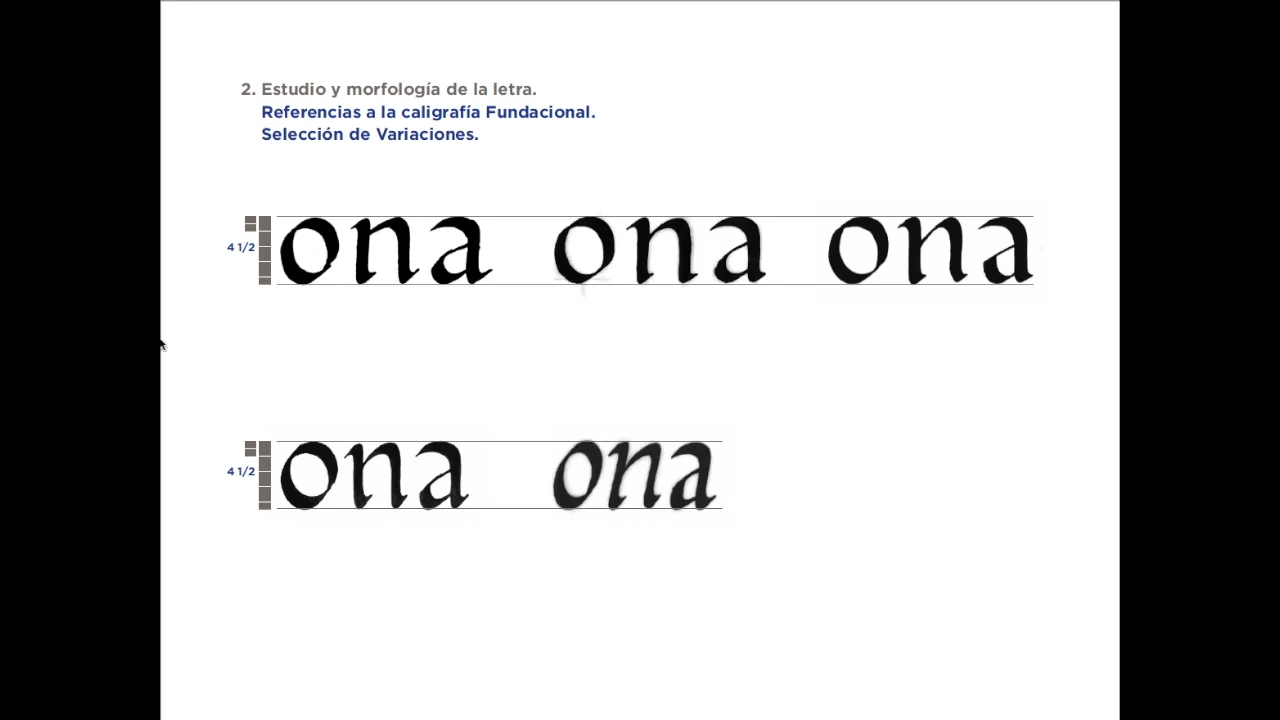 2. Estudio y morfología de la letra.
Referencias a la caligrafía Fundacional.
Selección de Variaciones.
4 1/2 ona ona ona
4 1/2 ona ona